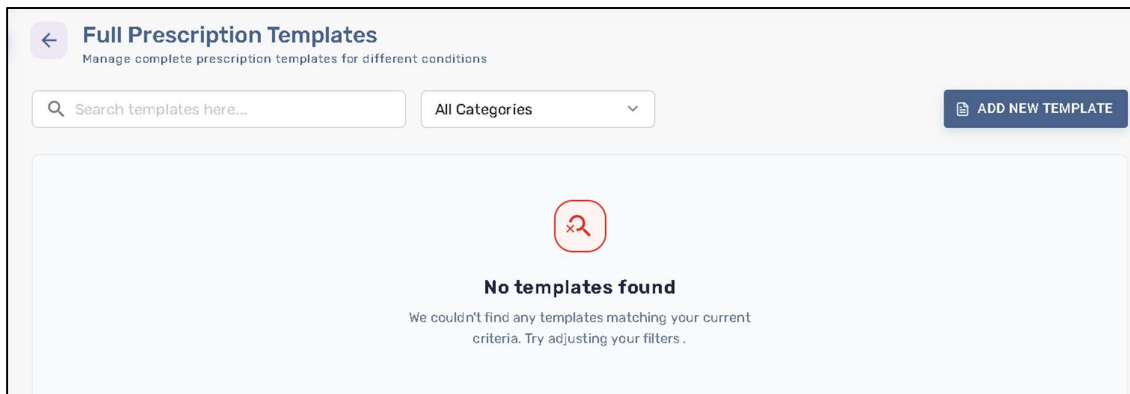 Full Prescription Templates
Manage complete prescription templates for different conditions
Search templates here...
All Categories
ADD NEW TEMPLATE
No templates found
We couldn't find any templates matching your current
criteria. Try adjusting your filters .